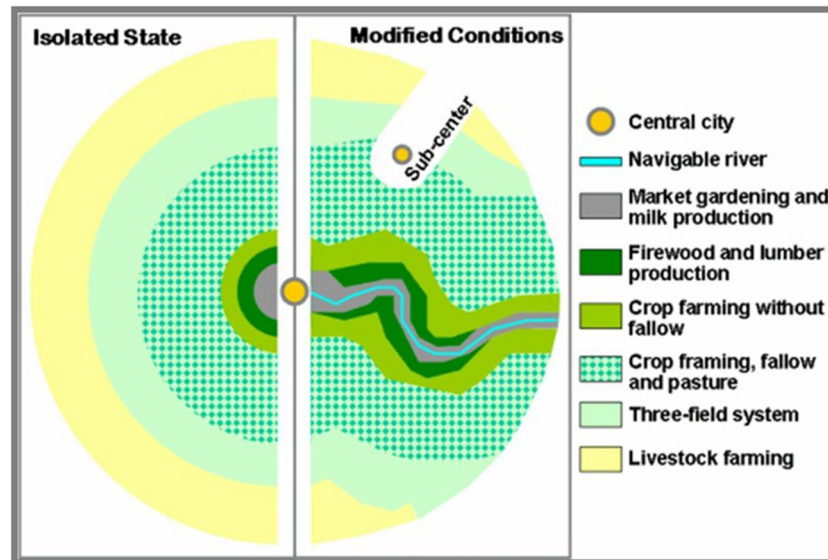 Isolated State
Modified Conditions
Sub-center
Central city
Navigable river
Market gardening and
milk production
Firewood and lumber
production
Crop farming without
fallow
Crop framing, fallow
and pasture
Three-field system
Livestock farming